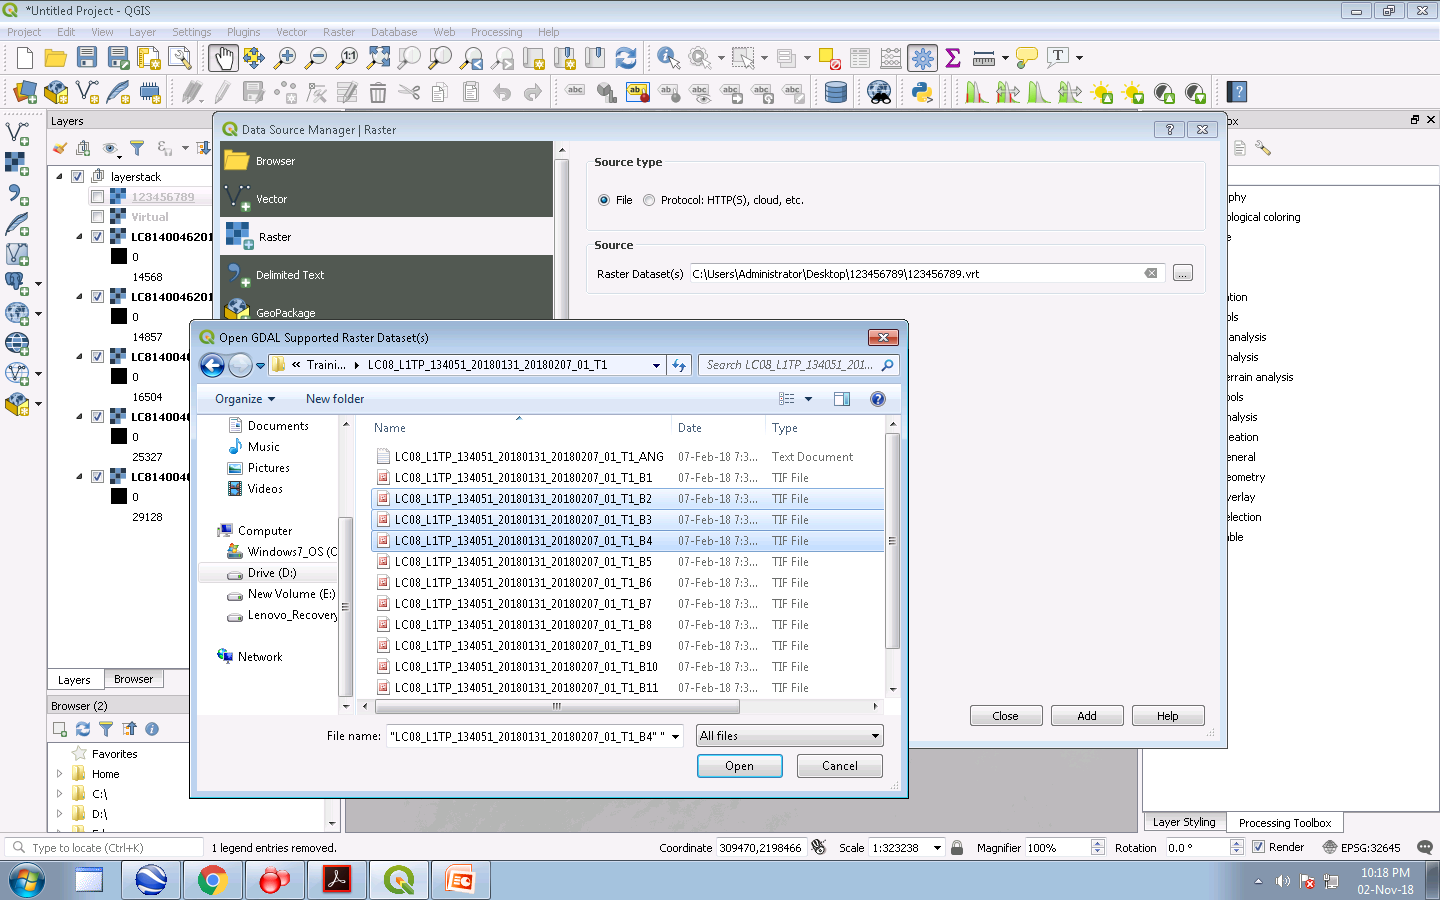 *Untitled Project - QGIS
Project Edit View Layer Settings Plugins Vector Raster Database Web Processing Help
Layers
layerstack
123456789
Virtual
LC8140046201
0
14568
LC8140046201
0
14857
LC8140040
0
16504
LC8140040
0
25327
LC8140040
0
29128
Layers Browser
Browser (2)
Favorites
Home
C:\
D:\
Data Source Manager | Raster
Browser
Vector
Raster
Delimited Text
GeoPackage
Source type
File Protocol: HTTP(S), cloud, etc.
Source
Raster Dataset(s) C:\Users\Administrator\Desktop\123456789\123456789.vrt ...
Close Add Help
Open GDAL Supported Raster Dataset(s)
« Traini... LC08_L1TP_134051_20180131_20180207_01_T1 Search LC08_L1TP_134051_201...
Organize New folder
Documents
Music
Pictures
Videos
Computer
Windows7_OS (C
Drive (D:)
New Volume (E:)
Lenovo_Recovery
Network
Name Date Type
LC08_L1TP_134051_20180131_20180207_01_T1_ANG 07-Feb-18 7:3... Text Document
LC08_L1TP_134051_20180131_20180207_01_T1_B1 07-Feb-18 7:3... TIF File
LC08_L1TP_134051_20180131_20180207_01_T1_B2 07-Feb-18 7:3... TIF File
LC08_L1TP_134051_20180131_20180207_01_T1_B3 07-Feb-18 7:3... TIF File
LC08_L1TP_134051_20180131_20180207_01_T1_B4 07-Feb-18 7:3... TIF File
LC08_L1TP_134051_20180131_20180207_01_T1_B5 07-Feb-18 7:3... TIF File
LC08_L1TP_134051_20180131_20180207_01_T1_B6 07-Feb-18 7:3... TIF File
LC08_L1TP_134051_20180131_20180207_01_T1_B7 07-Feb-18 7:3... TIF File
LC08_L1TP_134051_20180131_20180207_01_T1_B8 07-Feb-18 7:3... TIF File
LC08_L1TP_134051_20180131_20180207_01_T1_B9 07-Feb-18 7:3... TIF File
LC08_L1TP_134051_20180131_20180207_01_T1_B10 07-Feb-18 7:3... TIF File
LC08_L1TP_134051_20180131_20180207_01_T1_B11 07-Feb-18 7:3... TIF File
File name: "LC08_L1TP_134051_20180131_20180207_01_T1_B4" " All files
Open Cancel
box
phy
ological coloring
e
ation
ols
analysis
alysis
errain analysis
ols
alysis
eation
eneral
eometry
verlay
election
able
Layer Styling Processing Toolbox
Type to locate (Ctrl+K) 1 legend entries removed. Coordinate 309470,2198466 Scale 1:323238 Magnifier 100% Rotation 0.0 ° Render EPSG:32645
10:18 PM
02-Nov-18